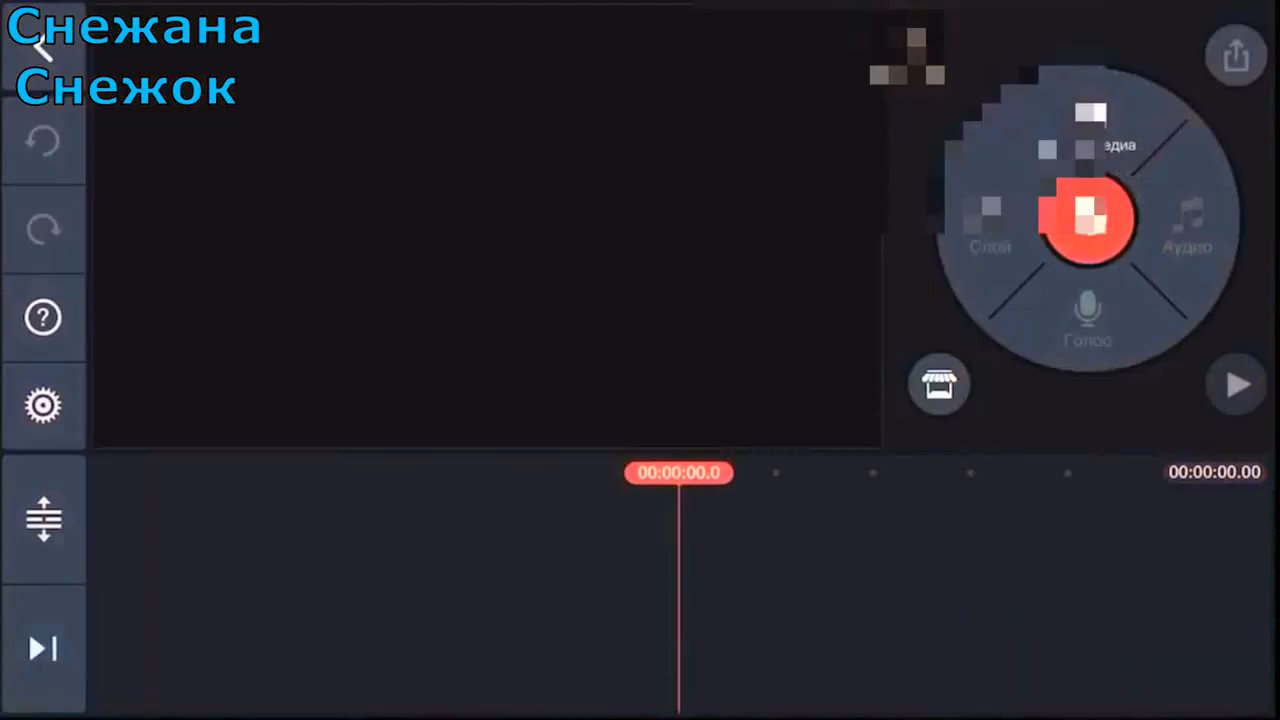 Снежана
Снежок
Слой
Аудио
Голос
00:00:00.0
00:00:00.00